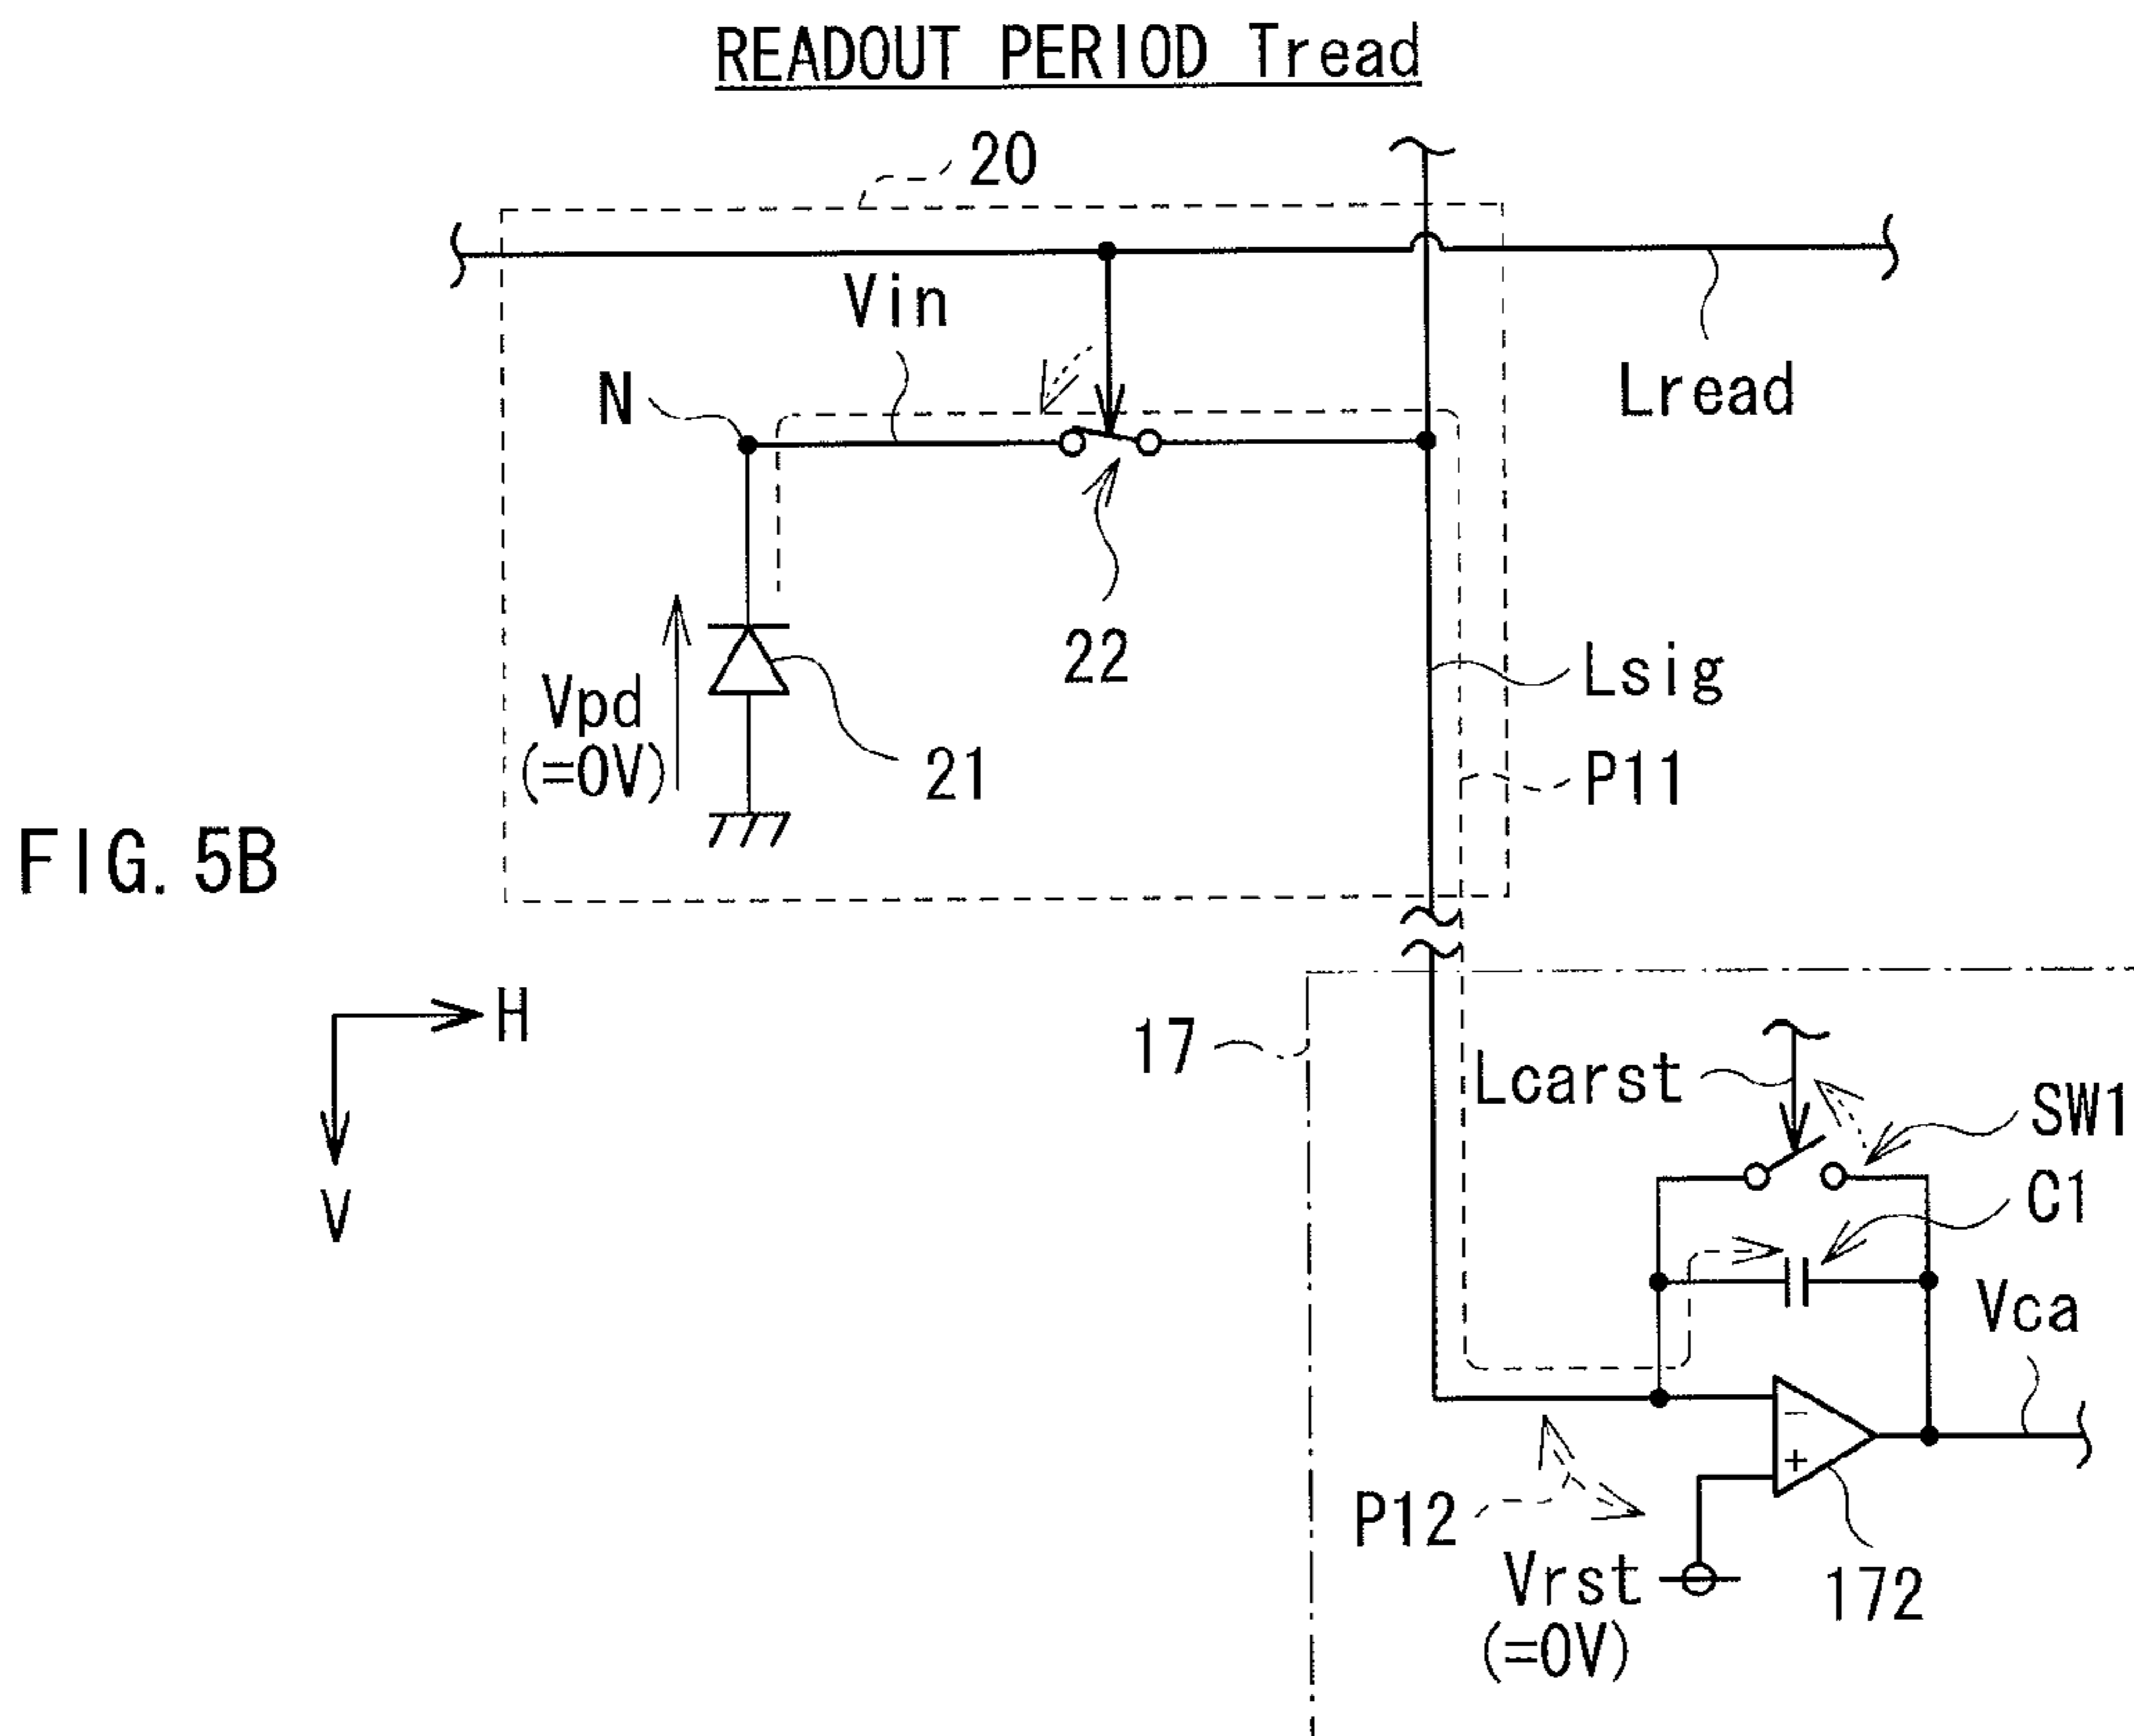 READOUT PERIOD Tread
20
Vin
N
Lread
22
Lsig
Vpd
(=0V)
21
P11
FIG. 5B
H
17
Lcarst
SW1
V
C1
Vca
−
+
P12
Vrst
(=0V)
172